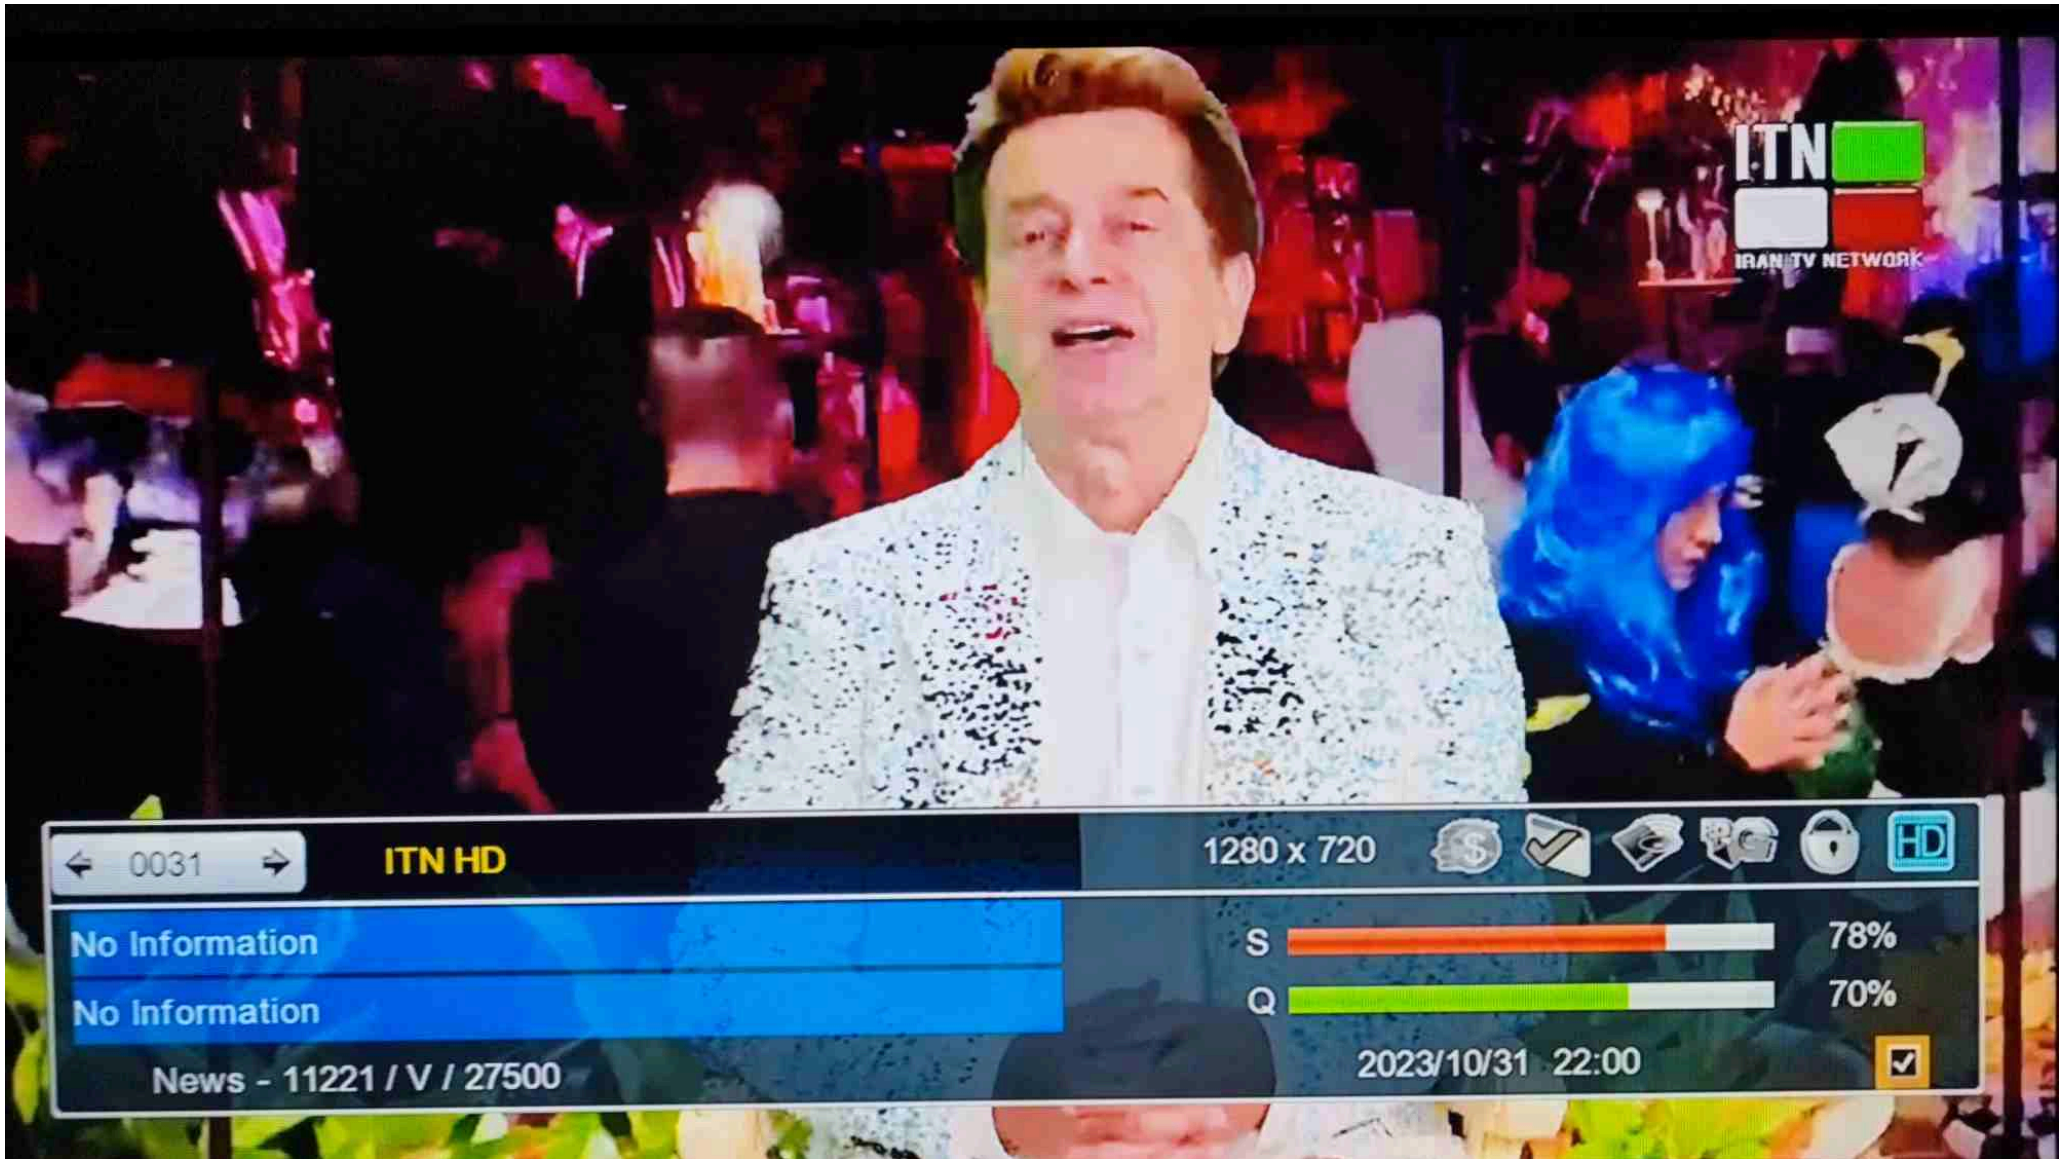 ITN
IRAN TV NETWORK
0031
ITN HD
1280 x 720
$
HD
No Information
S
78%
No Information
Q
70%
News - 11221 / V / 27500
2023/10/31 22:00